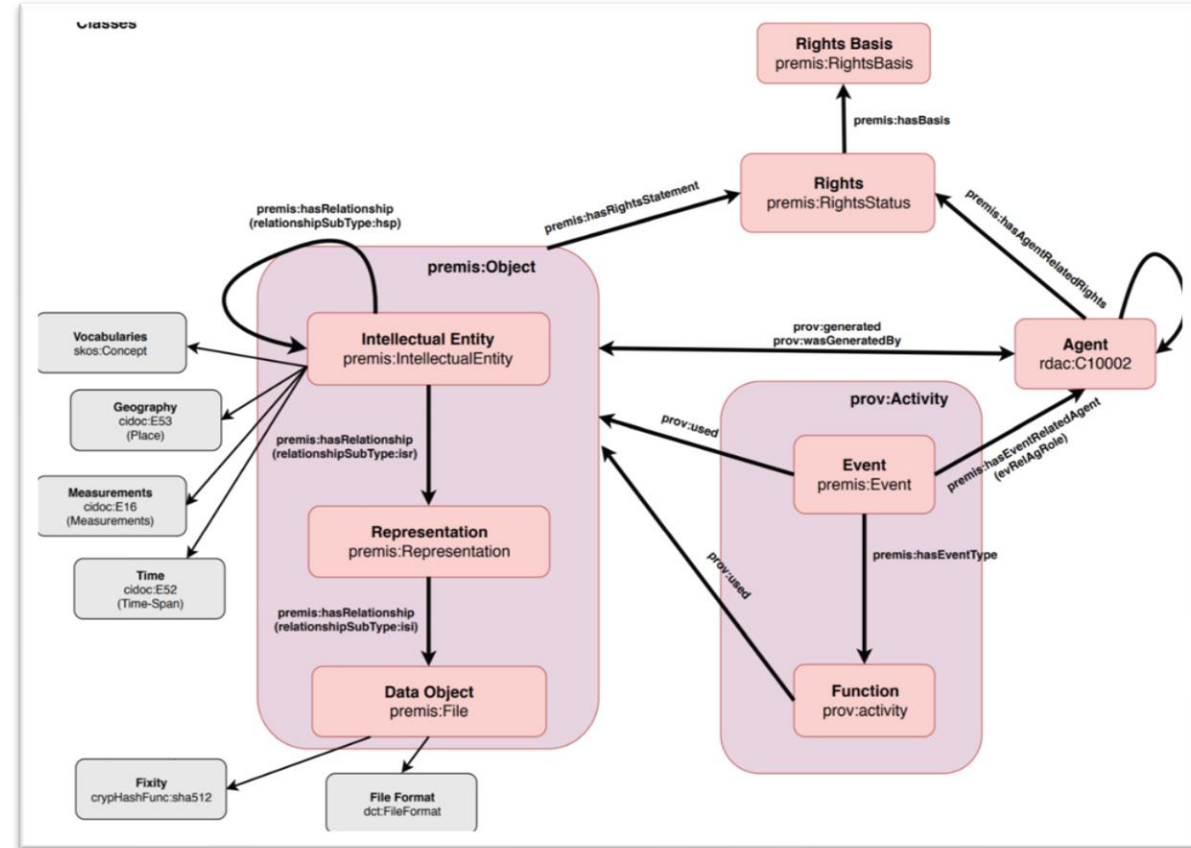 Classes
Rights Basis
premis:RightsBasis
premis:hasBasis
Rights
premis:RightsStatus
premis:hasRightsStatement
premis:hasAgentRelatedRights
premis:hasRelationship
(relationshipSubType:hsp)
premis:Object
Intellectual Entity
premis:IntellectualEntity
prov:generated
prov:wasGeneratedBy
Agent
rdac:C10002
Vocabularies
skos:Concept
Geography
cidoc:E53
(Place)
Measurements
cidoc:E16
(Measurements)
Time
cidoc:E52
(Time-Span)
premis:hasRelationship
(relationshipSubType:isr)
Representation
premis:Representation
premis:hasRelationship
(relationshipSubType:isi)
Data Object
premis:File
prov:Activity
prov:used
Event
premis:Event
premis:hasEventRelatedAgent
(evRelAgRole)
premis:hasEventType
prov:used
Function
prov:activity
Fixity
crypHashFunc:sha512
File Format
dct:FileFormat